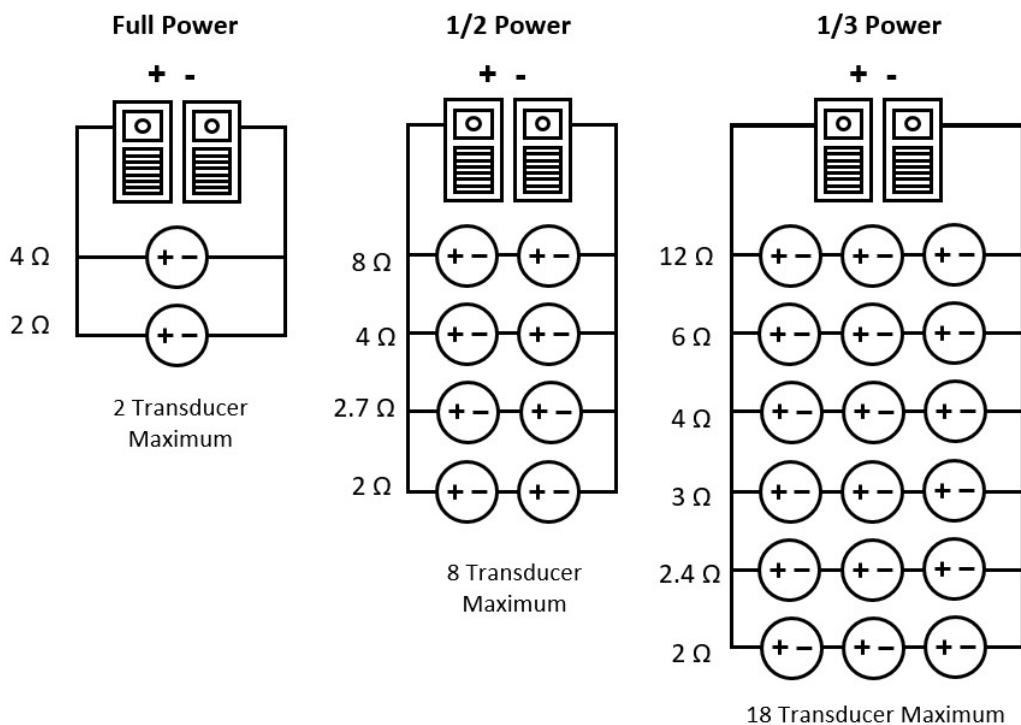 Full Power
+ -
4 Ω
+ −
2 Ω
+ −
2 Transducer
Maximum
1/2 Power
+ -
8 Ω
+ − + −
4 Ω
+ − + −
2.7 Ω
+ − + −
2 Ω
+ − + −
8 Transducer
Maximum
1/3 Power
+ -
12 Ω
+ − + − + −
6 Ω
+ − + − + −
4 Ω
+ − + − + −
3 Ω
+ − + − + −
2.4 Ω
+ − + − + −
2 Ω
+ − + − + −
18 Transducer Maximum